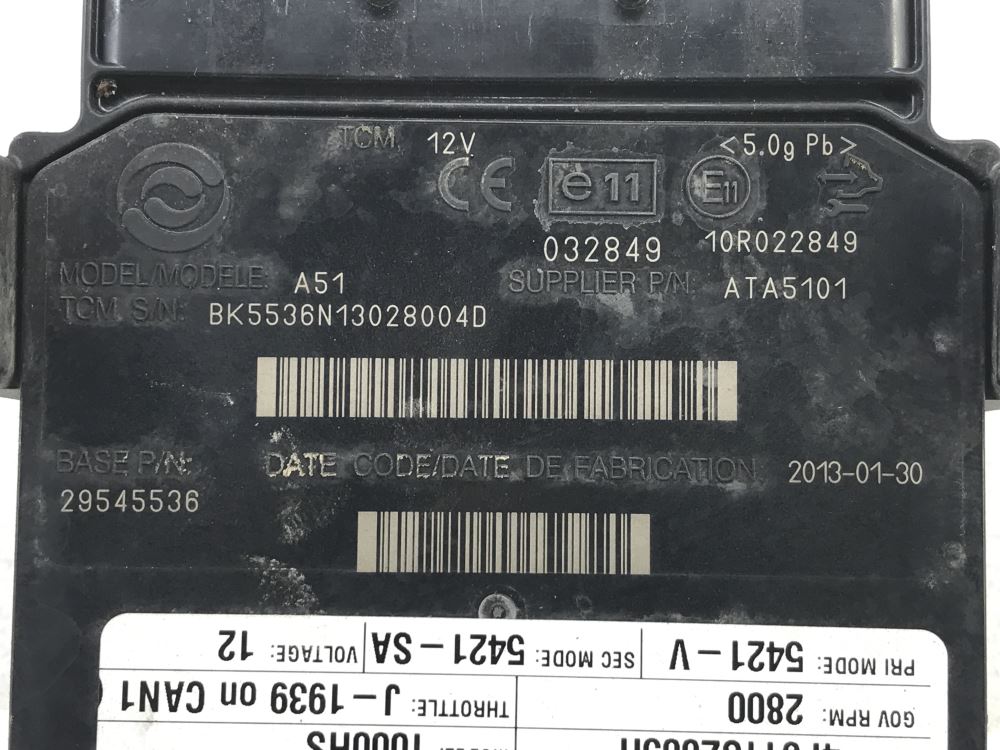 TCM 12V <5.0g Pb>
CE e11 E11
032849 10R022849
MODEL/MODELE: A51 SUPPLIER P/N: ATA5101
TCM S/N: BK5536N13028004D
BASE P/N: DATE CODE/DATE DE FABRICATION 2013-01-30
29545536
PRI MODE: 5421-V SEC MODE: 5421-SA VOLTAGE: 12
GOV RPM: 2800 THROTTLE: J-1939 on CAN1
1000HS